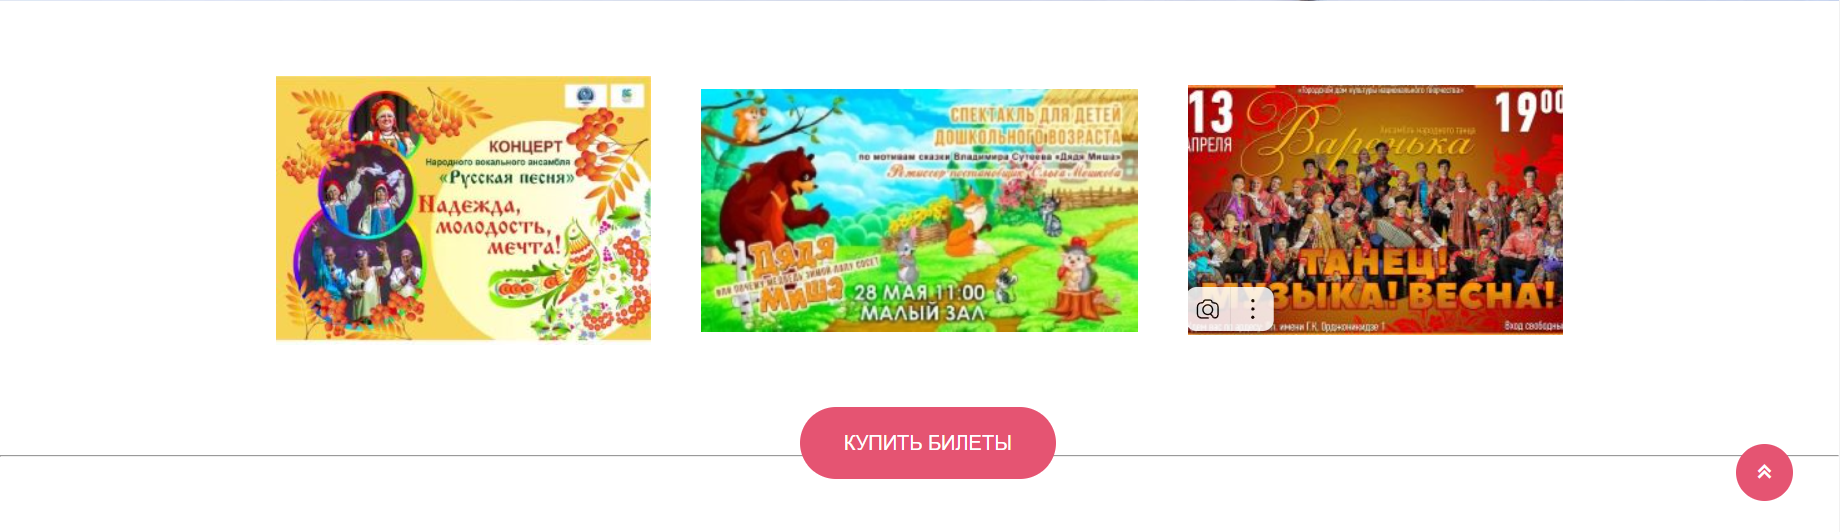 КОНЦЕРТ
Народного вокального ансамбля
«Русская песня»
Надежда,
молодость,
мечта!
СПЕКТАКЛЬ ДЛЯ ДЕТЕЙ
ДОШКОЛЬНОГО ВОЗРАСТА
по мотивам сказки Владимира Сутеева «Дядя Миша»
Режиссер постановщик Ольга Мешкова
ДЯДЯ
МИША
ИЛИ ПОЧЕМУ МЕДВЕДЬ ЗИМОЙ ЛАПУ СОСЕТ
28 МАЯ 11:00
МАЛЫЙ ЗАЛ
«Городской дом культуры национального творчества»
13
АПРЕЛЯ
19 00
Ансамбль народного танца
Варенька
ТАНЕЦ!
МУЗЫКА! ВЕСНА!
имени Г.К. Орджоникидзе 1
Вход свободный
КУПИТЬ БИЛЕТЫ